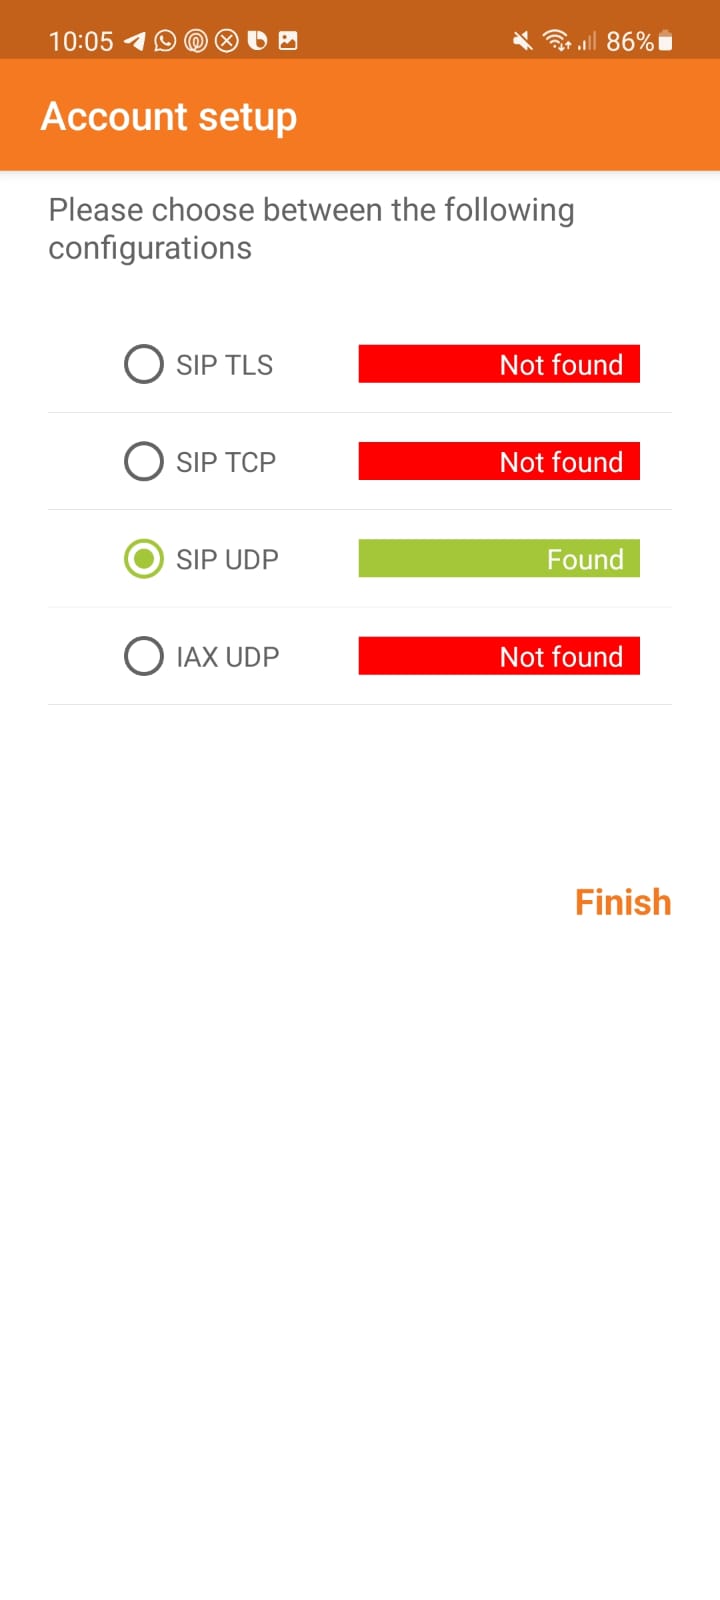 10:05 86%
Account setup
Please choose between the following
configurations
SIP TLS Not found
SIP TCP Not found
SIP UDP Found
IAX UDP Not found
Finish